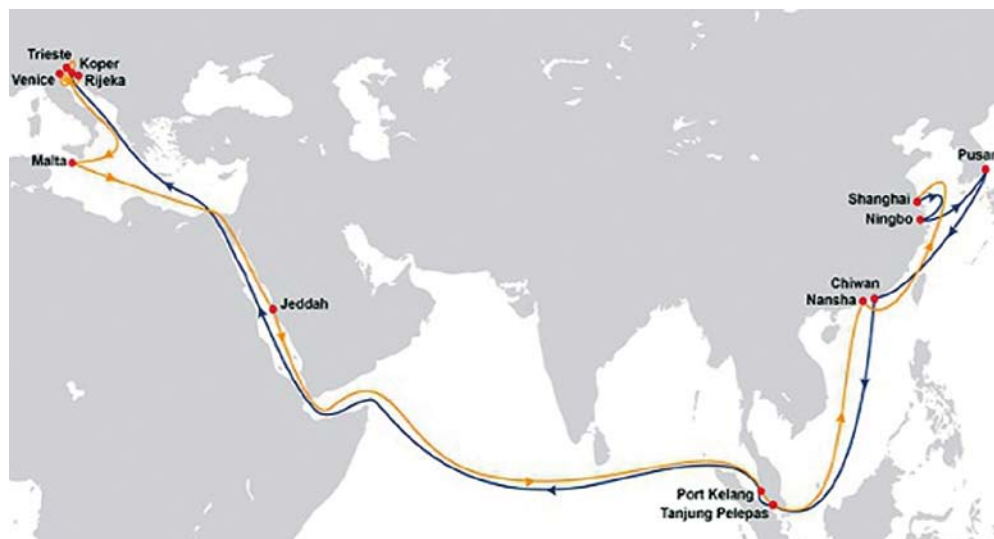 Trieste
Koper
Venice
Rijeka
Malta
Pusan
Shanghai
Ningbo
Jeddah
Chiwan
Nansha
Port Kelang
Tanjung Pelepas